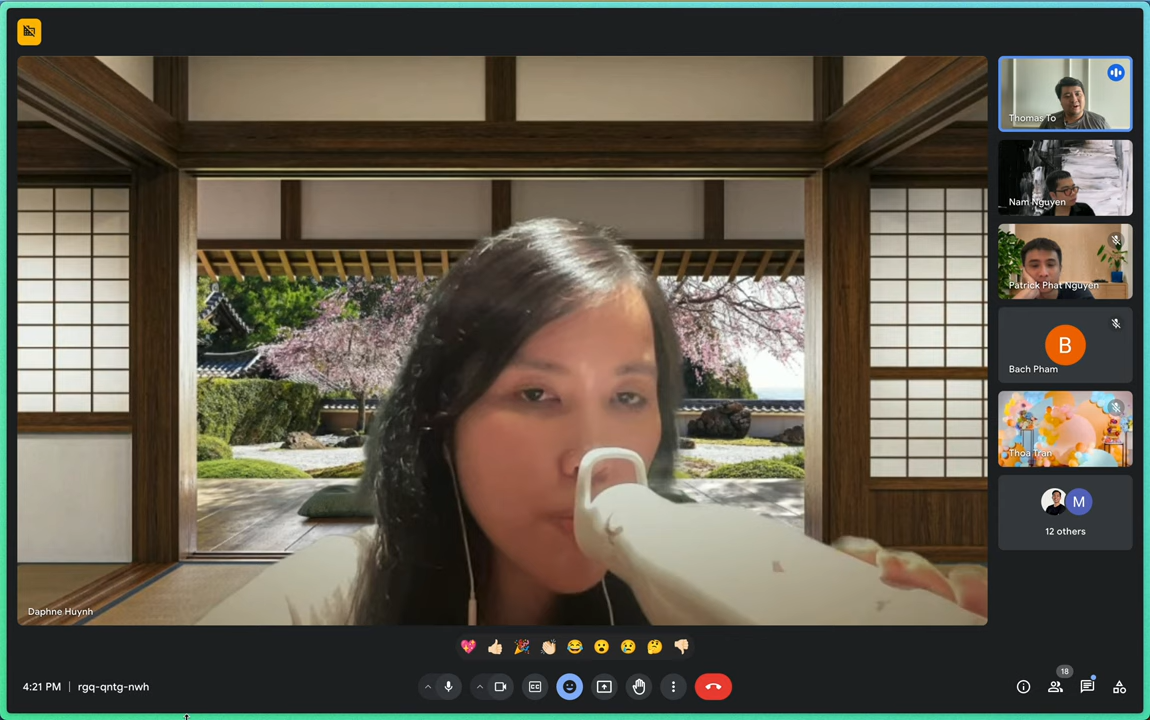 Thomas To
Nam Nguyen
Patrick Phat Nguyen
B
Bach Pham
Thoa Tran
M
12 others
Daphne Huynh
4:21 PM | rgq-qntg-nwh
CC
18